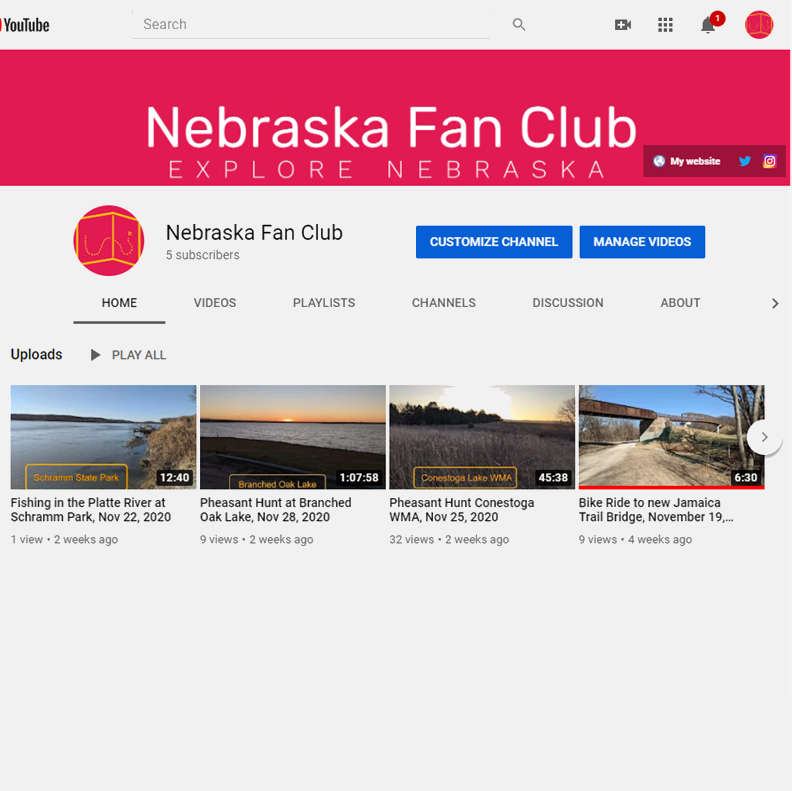 YouTube
Search
1
Nebraska Fan Club
EXPLORE NEBRASKA
My website
Nebraska Fan Club
5 subscribers
CUSTOMIZE CHANNEL
MANAGE VIDEOS
HOME
VIDEOS
PLAYLISTS
CHANNELS
DISCUSSION
ABOUT
Uploads
PLAY ALL
Schramm State Park
12:40
Branched Oak Lake
1:07:58
Conestoga Lake WMA
45:38
6:30
Fishing in the Platte River at
Schramm Park, Nov 22, 2020
1 view • 2 weeks ago
Pheasant Hunt at Branched
Oak Lake, Nov 28, 2020
9 views • 2 weeks ago
Pheasant Hunt Conestoga
WMA, Nov 25, 2020
32 views • 2 weeks ago
Bike Ride to new Jamaica
Trail Bridge, November 19,...
9 views • 4 weeks ago